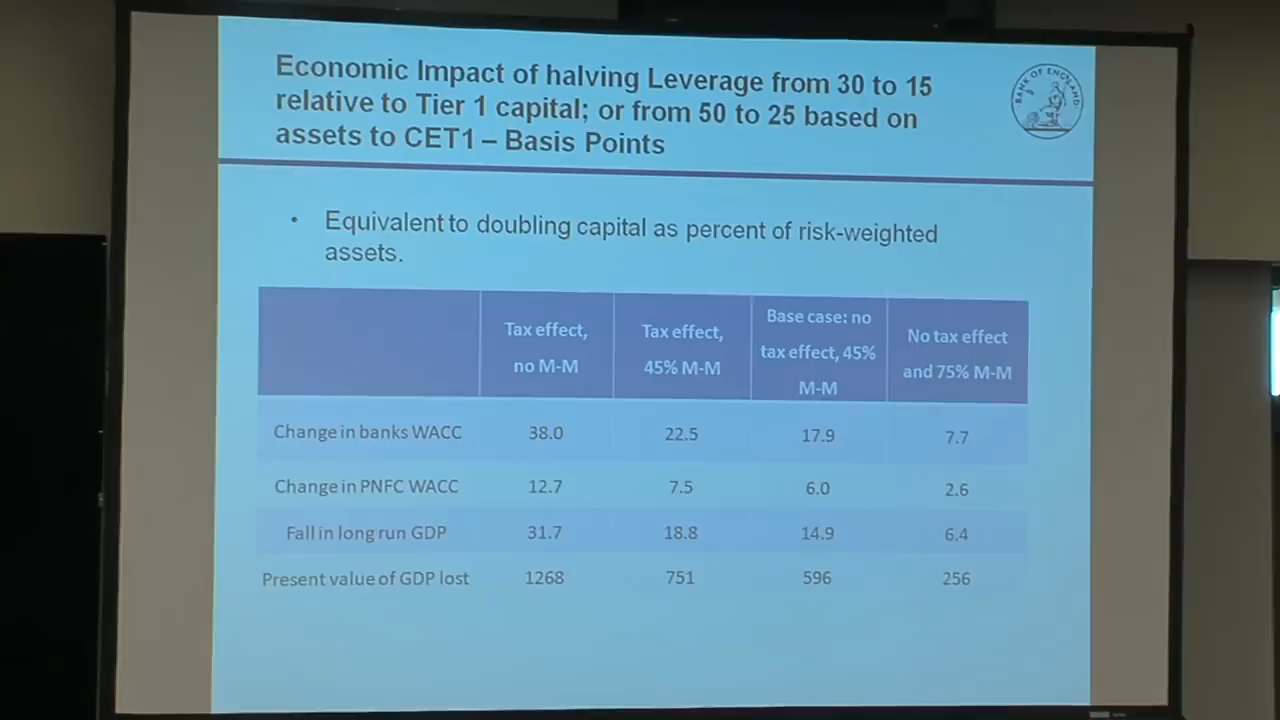 Economic Impact of halving Leverage from 30 to 15
relative to Tier 1 capital; or from 50 to 25 based on
assets to CET1 – Basis Points
BANK OF ENGLAND
• Equivalent to doubling capital as percent of risk-weighted
assets.
Tax effect,
no M-M
Tax effect,
45% M-M
Base case: no
tax effect, 45%
M-M
No tax effect
and 75% M-M
Change in banks WACC 38.0 22.5 17.9 7.7
Change in PNFC WACC 12.7 7.5 6.0 2.6
Fall in long run GDP 31.7 18.8 14.9 6.4
Present value of GDP lost 1268 751 596 256